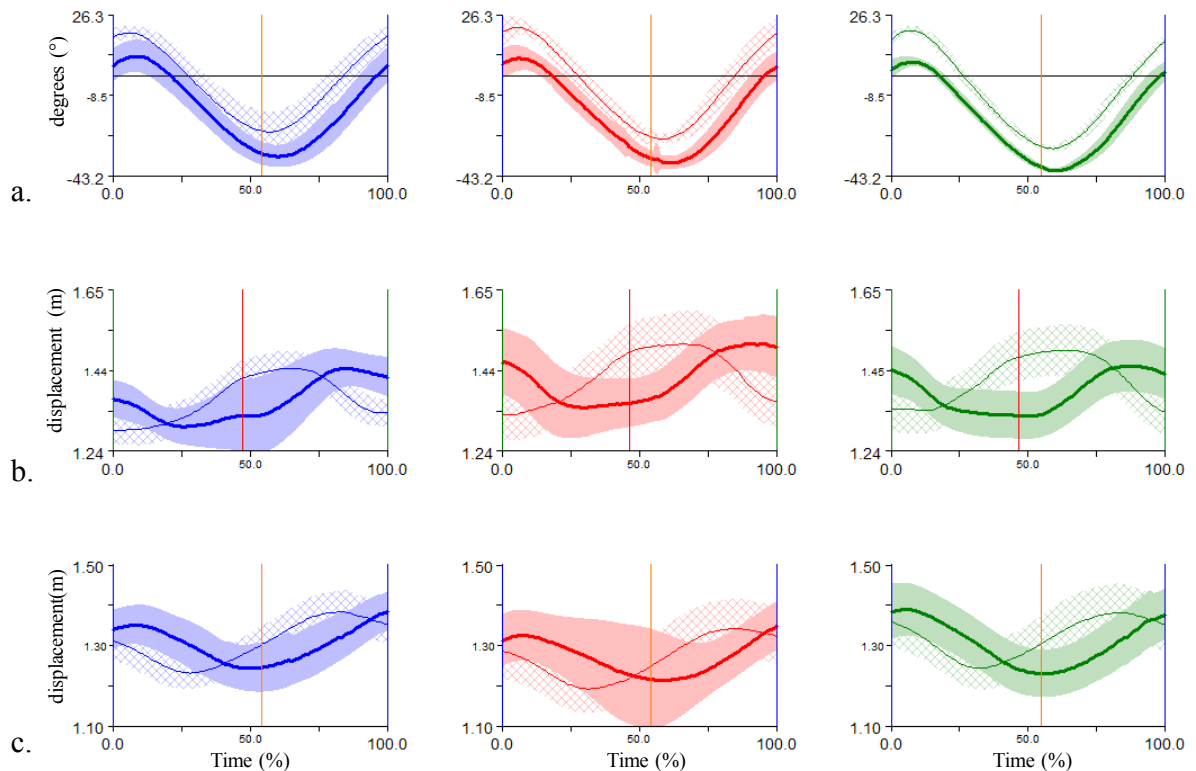 26.3 26.3 26.3
degrees (°)
-8.5 -8.5 -8.5
-43.2 -43.2 -43.2
0.0 50.0 100.0 0.0 50.0 100.0 0.0 50.0 100.0
a.
1.65 1.65 1.65
displacement (m)
1.44 1.44 1.44
1.24 1.24 1.24
0.0 50.0 100.0 0.0 50.0 100.0 0.0 50.0 100.0
b.
1.50 1.50 1.50
displacement(m)
1.30 1.30 1.30
1.10 1.10 1.10
0.0 50.0 100.0 0.0 50.0 100.0 0.0 50.0 100.0
c.
Time (%) Time (%) Time (%)